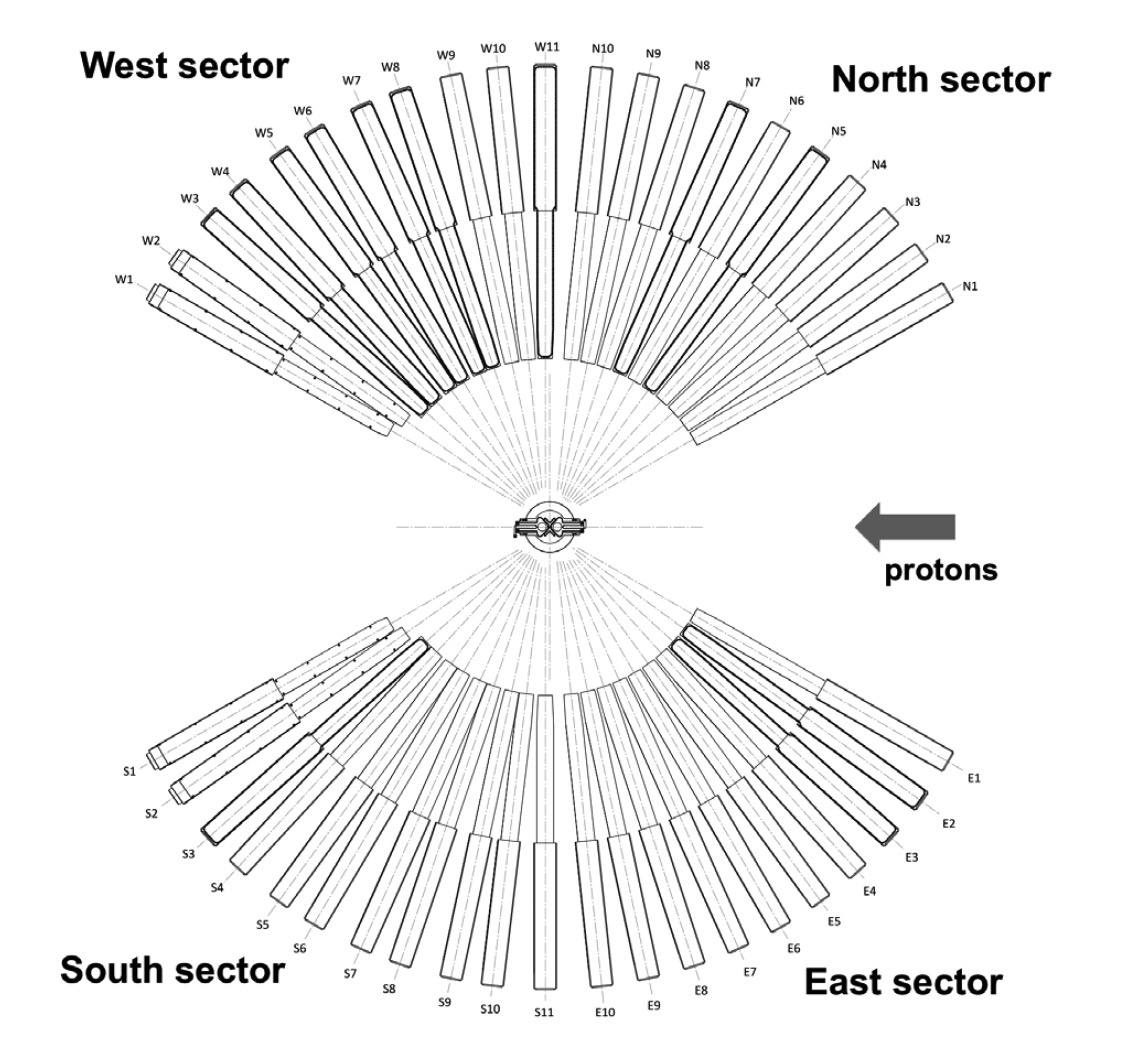 West sector
North sector
W1
W2
W3
W4
W5
W6
W7
W8
W9
W10
W11
N10
N9
N8
N7
N6
N5
N4
N3
N2
N1
protons
S1
S2
S3
S4
S5
S6
S7
S8
S9
S10
S11
E10
E9
E8
E7
E6
E5
E4
E3
E2
E1
South sector
East sector